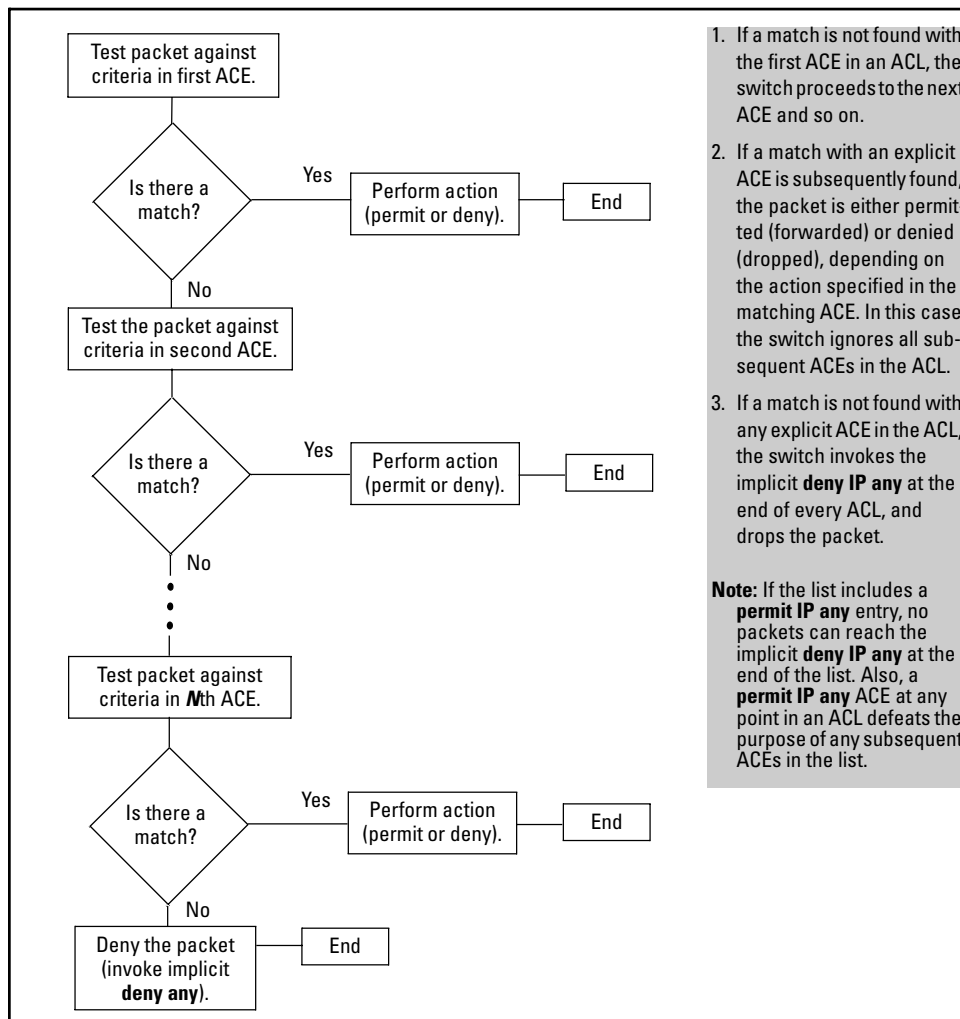 Test packet against
criteria in first ACE.
Is there a
match?
Yes
Perform action
(permit or deny).
End
No
Test the packet against
criteria in second ACE.
Is there a
match?
Yes
Perform action
(permit or deny).
End
No
Test packet against
criteria in Nth ACE.
Is there a
match?
Yes
Perform action
(permit or deny).
End
No
Deny the packet
(invoke implicit
deny any).
End
1. If a match is not found with
the first ACE in an ACL, the
switch proceeds to the next
ACE and so on.
2. If a match with an explicit
ACE is subsequently found,
the packet is either permit-
ted (forwarded) or denied
(dropped), depending on
the action specified in the
matching ACE. In this case
the switch ignores all sub-
sequent ACEs in the ACL.
3. If a match is not found with
any explicit ACE in the ACL,
the switch invokes the
implicit deny IP any at the
end of every ACL, and
drops the packet.
Note: If the list includes a
permit IP any entry, no
packets can reach the
implicit deny IP any at the
end of the list. Also, a
permit IP any ACE at any
point in an ACL defeats the
purpose of any subsequent
ACEs in the list.